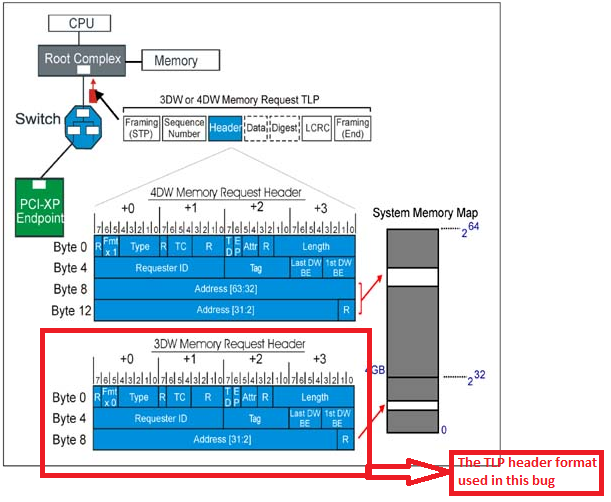 CPU
Root Complex
Memory
3DW or 4DW Memory Request TLP
Switch
Framing (STP)
Sequence Number
Header
Data
Digest
LCRC
Framing (End)
PCI-XP Endpoint
4DW Memory Request Header
+0 +1 +2 +3
7 6 5 4 3 2 1 0 7 6 5 4 3 2 1 0 7 6 5 4 3 2 1 0 7 6 5 4 3 2 1 0
Byte 0 R Fmt x 1 Type R TC R T D E P Attr R Length
Byte 4 Requester ID Tag Last DW BE 1st DW BE
Byte 8 Address [63:32]
Byte 12 Address [31:2] R
System Memory Map
2 64
3DW Memory Request Header
+0 +1 +2 +3
7 6 5 4 3 2 1 0 7 6 5 4 3 2 1 0 7 6 5 4 3 2 1 0 7 6 5 4 3 2 1 0
Byte 0 R Fmt x 0 Type R TC R T D E P Attr R Length
Byte 4 Requester ID Tag Last DW BE 1st DW BE
Byte 8 Address [31:2] R
4GB
2 32
0
The TLP header format
used in this bug